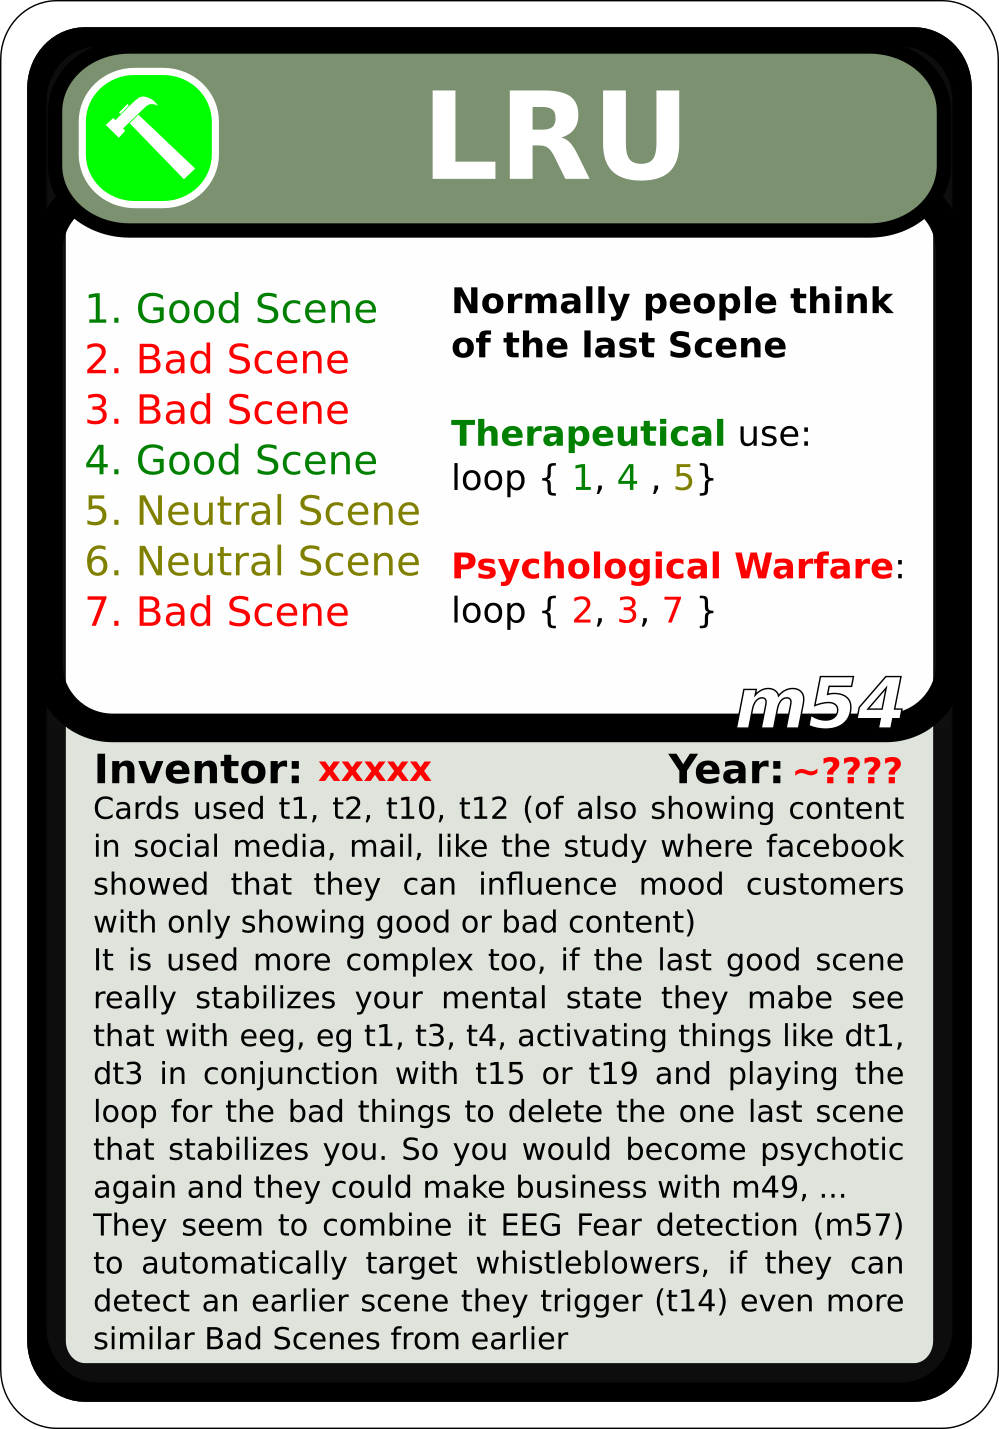 LRU
1. Good Scene
2. Bad Scene
3. Bad Scene
4. Good Scene
5. Neutral Scene
6. Neutral Scene
7. Bad Scene
Normally people think
of the last Scene
Therapeutical use:
loop { 1, 4 , 5}
Psychological Warfare:
loop { 2, 3, 7 }
m54
Inventor: xxxxx Year: ~????
Cards used t1, t2, t10, t12 (of also showing content
in social media, mail, like the study where facebook
showed that they can influence mood customers
with only showing good or bad content)
It is used more complex too, if the last good scene
really stabilizes your mental state they mabe see
that with eeg, eg t1, t3, t4, activating things like dt1,
dt3 in conjunction with t15 or t19 and playing the
loop for the bad things to delete the one last scene
that stabilizes you. So you would become psychotic
again and they could make business with m49, ...
They seem to combine it EEG Fear detection (m57)
to automatically target whistleblowers, if they can
detect an earlier scene they trigger (t14) even more
similar Bad Scenes from earlier